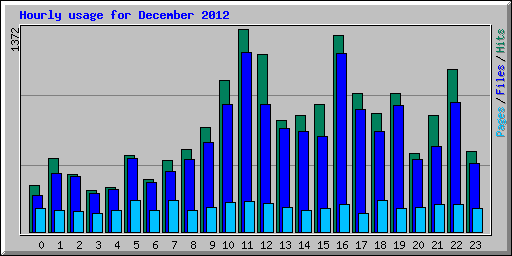 Hourly usage for December 2012
1372
Pages / Files / Hits
0 1 2 3 4 5 6 7 8 9 10 11 12 13 14 15 16 17 18 19 20 21 22 23